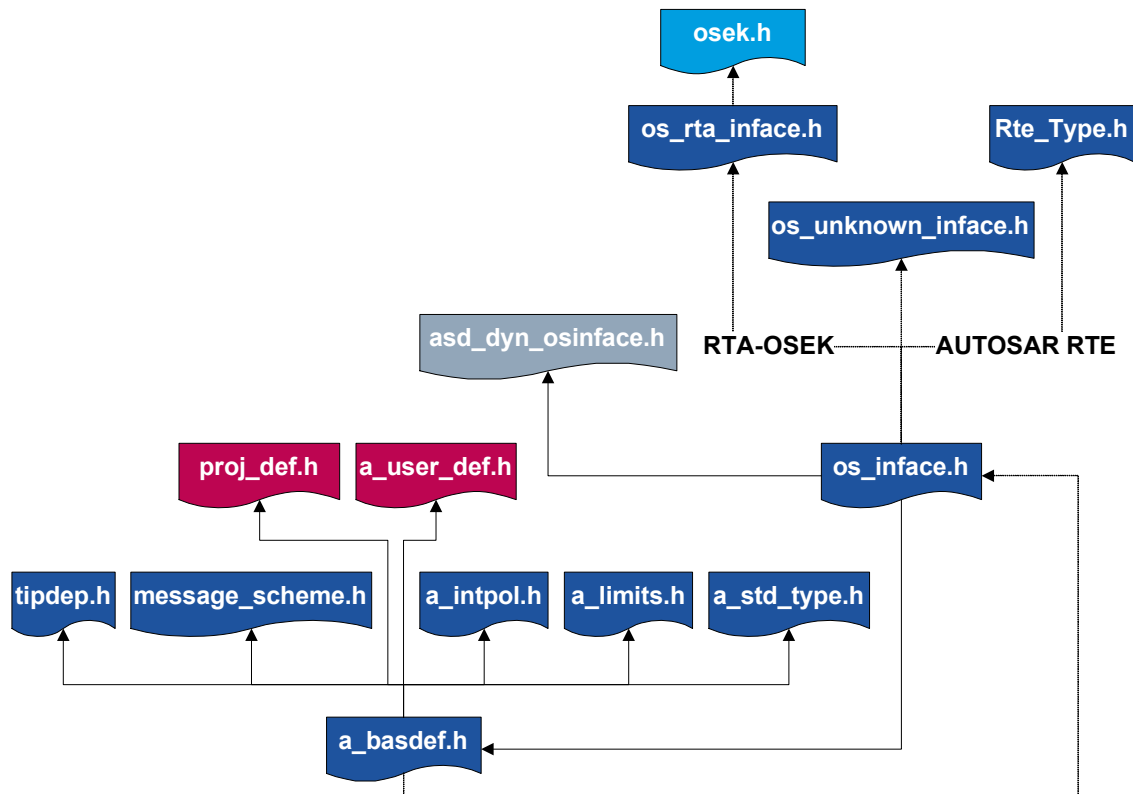 osek.h
os_rta_inface.h
Rte_Type.h
os_unknown_inface.h
asd_dyn_osinface.h
RTA-OSEK
AUTOSAR RTE
proj_def.h
a_user_def.h
os_inface.h
tipdep.h
message_scheme.h
a_intpol.h
a_limits.h
a_std_type.h
a_basdef.h